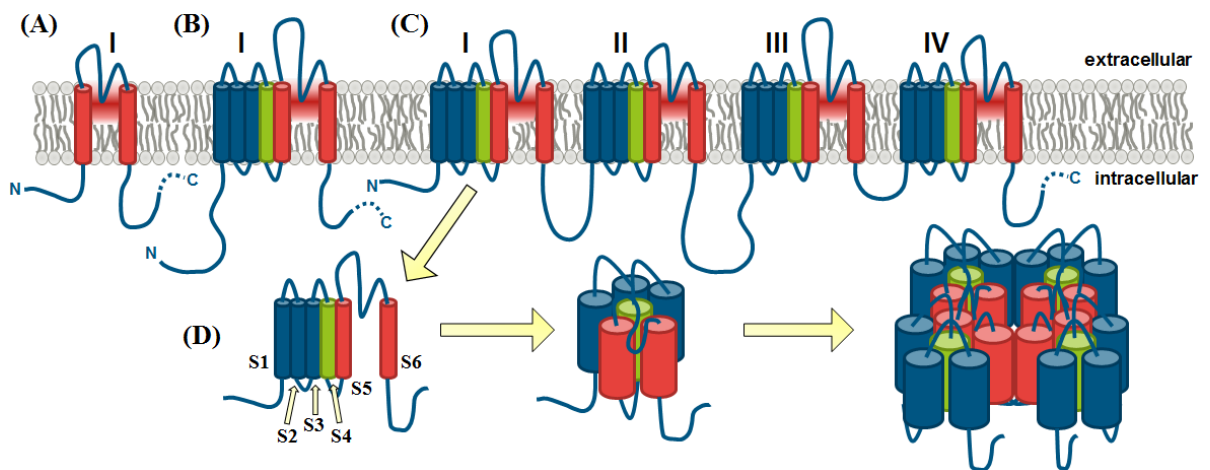 (A) I (B) I (C) I II III IV
extracellular
N C N C N C intracellular
(D) S1 S2 S3 S4 S5 S6